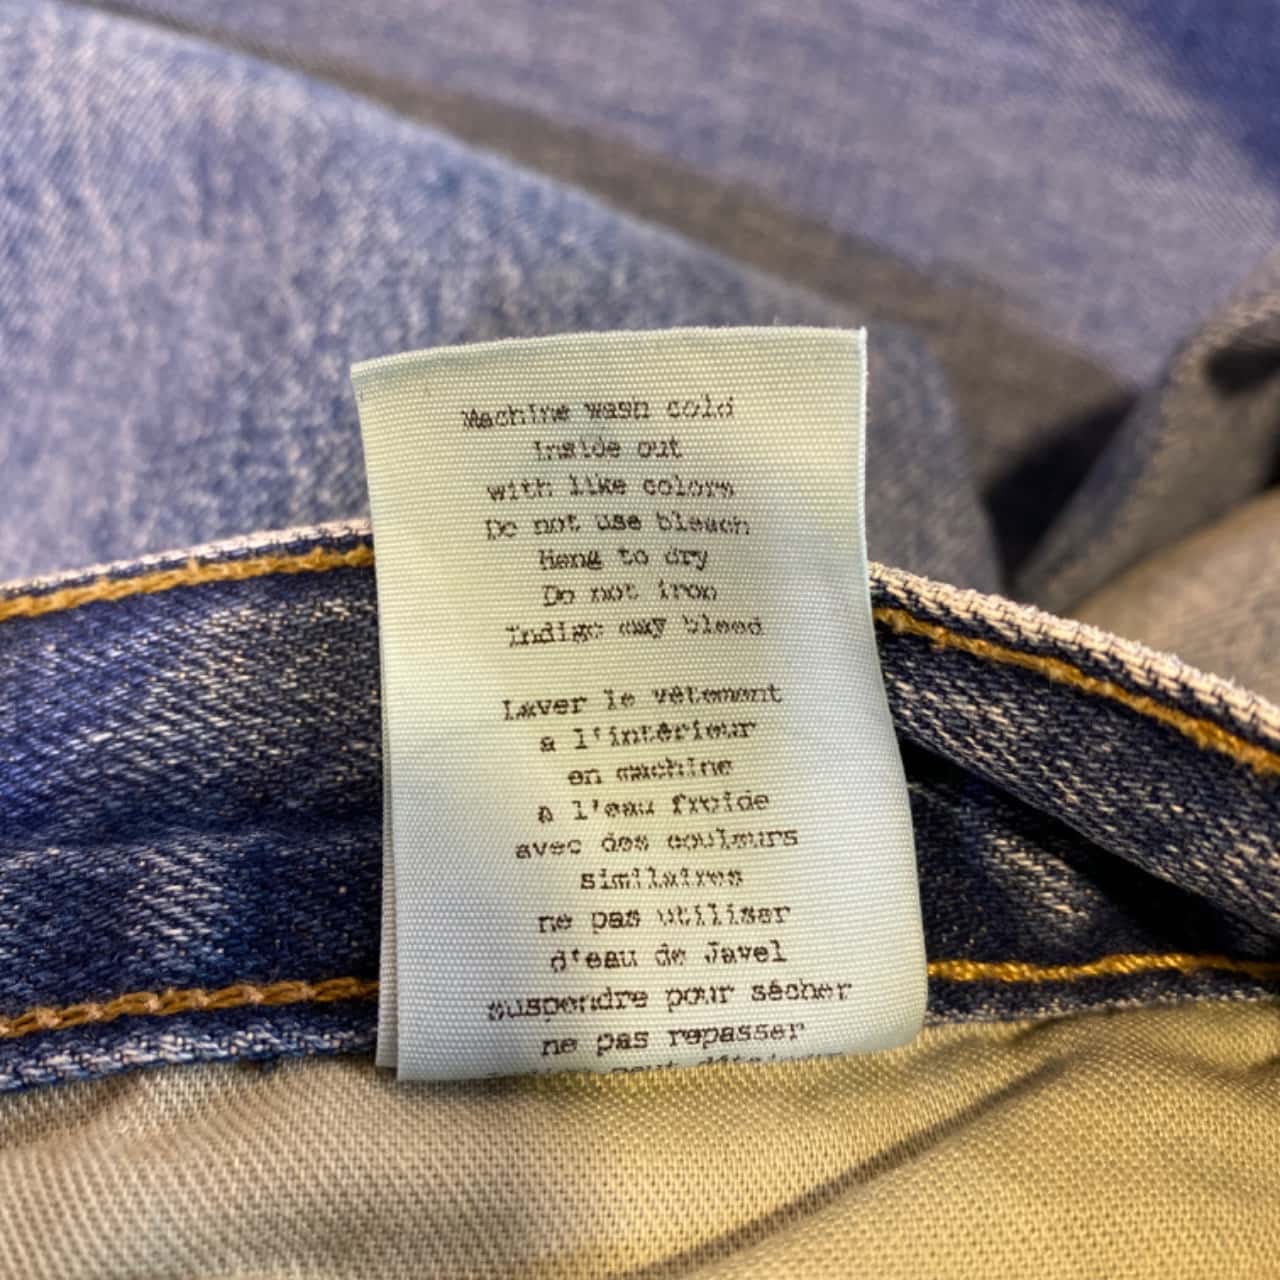 Machine wash cold
Inside out
with like colors
Do not use bleach
Hang to dry
Do not iron
Indigo may bleed
Laver le vêtement
a l'intérieur
en machine
a l'eau froide
avec des couleurs
similaires
ne pas utiliser
d'eau de Javel
suspendre pour sécher
ne pas repasser
peut déteindre